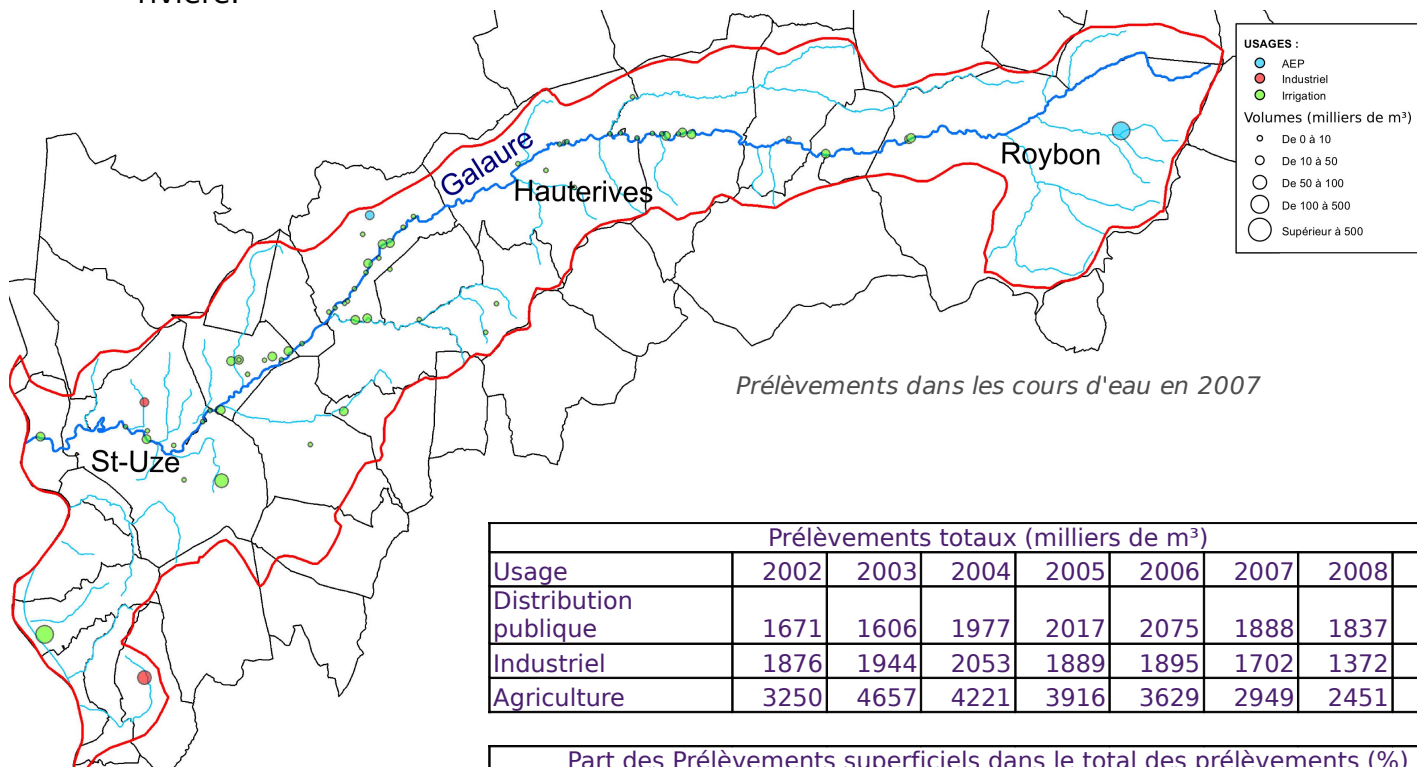 rivière.
USAGES :
AEP
Industriel
Irrigation
Volumes (milliers de m³)
De 0 à 10
De 10 à 50
De 50 à 100
De 100 à 500
Supérieur à 500
Galaure
Roybon
Hauterives
St-Uze
Prélèvements dans les cours d'eau en 2007
Prélèvements totaux (milliers de m³)
Usage 2002 2003 2004 2005 2006 2007 2008
Distribution
publique 1671 1606 1977 2017 2075 1888 1837
Industriel 1876 1944 2053 1889 1895 1702 1372
Agriculture 3250 4657 4221 3916 3629 2949 2451
Part des Prélèvements superficiels dans le total des prélèvements (%)